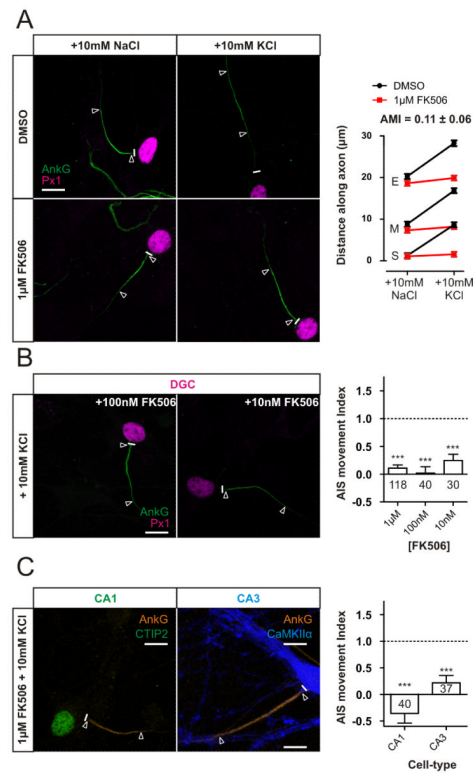 A
+10mM NaCl
+10mM KCl
DMSO
AnkG
Px1
1μM FK506
DMSO
1μM FK506
AMI = 0.11 ± 0.06
Distance along axon (μm)
30
20
10
0
E
M
S
+10mM
NaCl
+10mM
KCl
B
DGC
+100nM FK506
+10nM FK506
+ 10mM KCl
AnkG
Px1
AIS movement Index
1.5
1.0
0.5
0.0
-0.5
***
***
***
118
40
30
1μM
100nM
10nM
[FK506]
C
CA1
CA3
1μM FK506 + 10mM KCl
AnkG
CTIP2
AnkG
CaMKIIα
AIS movement Index
1.5
1.0
0.5
0.0
-0.5
***
***
40
37
CA1
CA3
Cell-type